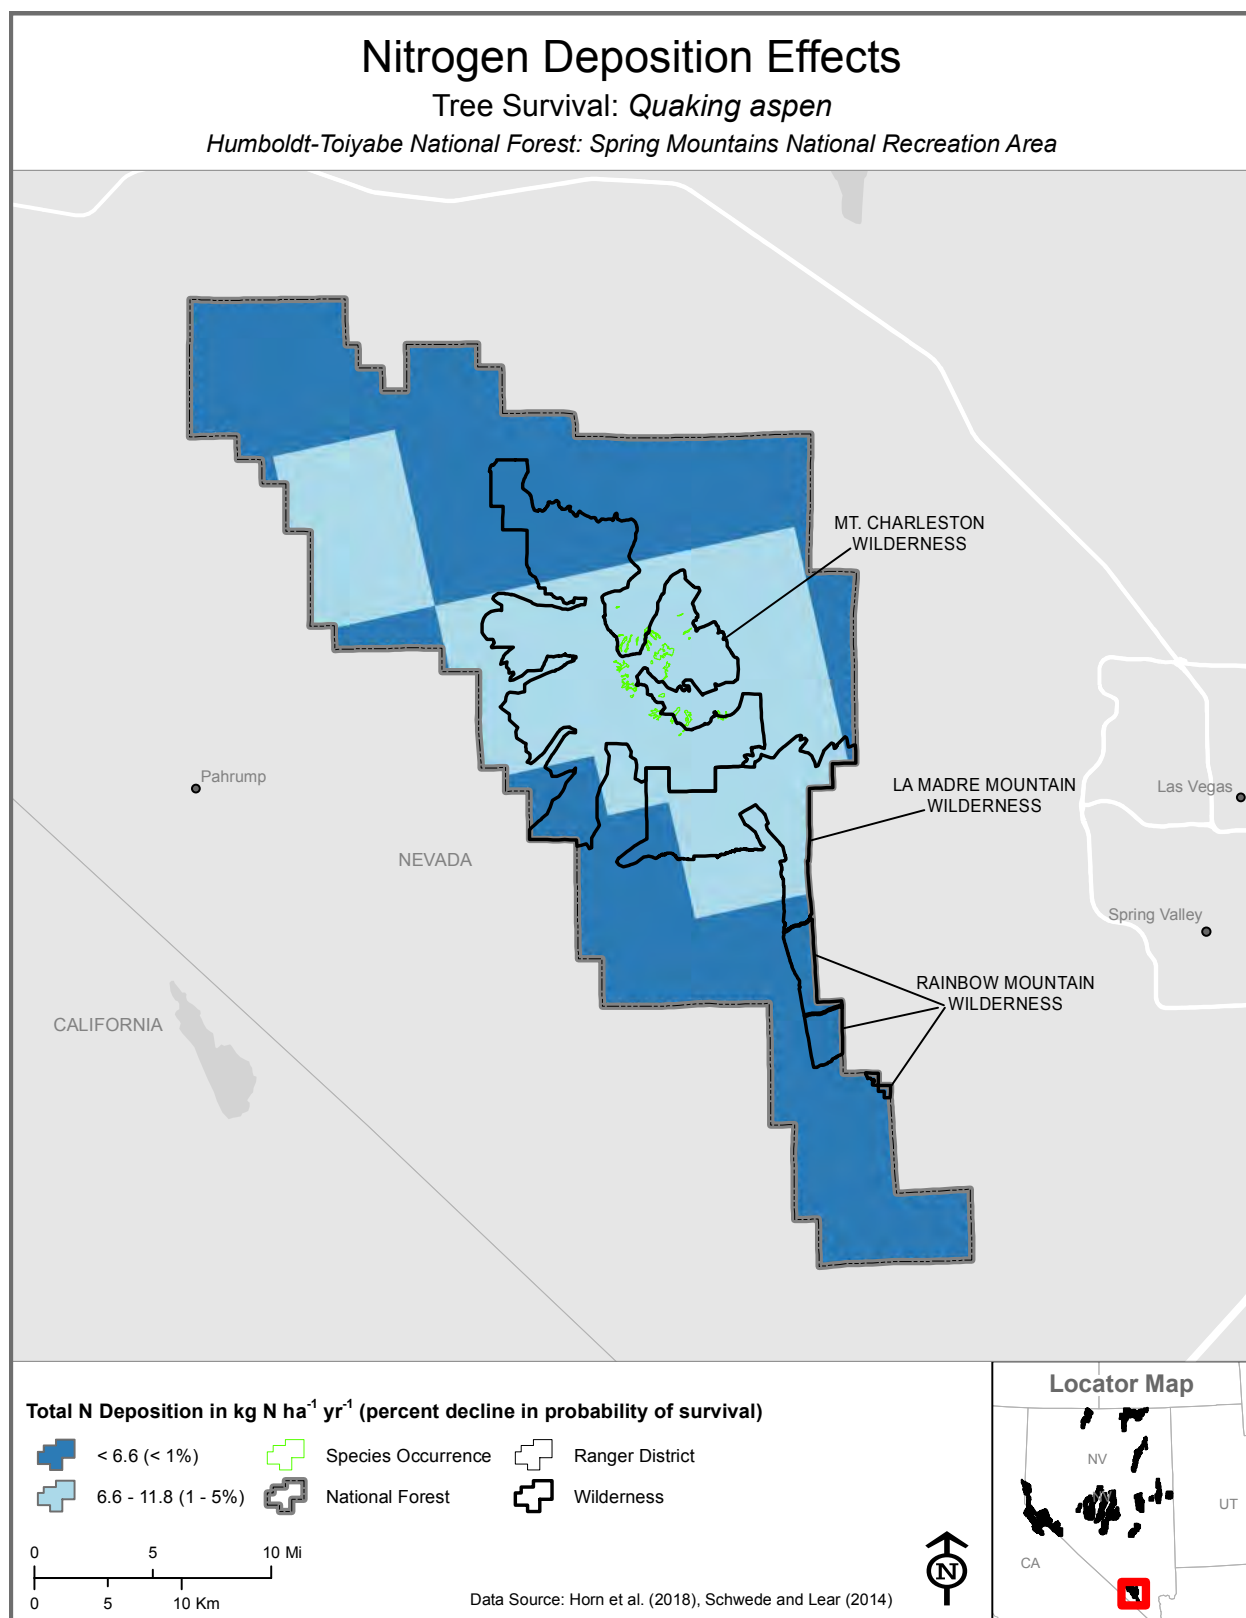 Nitrogen Deposition Effects
Tree Survival: Quaking aspen
Humboldt-Toiyabe National Forest: Spring Mountains National Recreation Area
MT. CHARLESTON
WILDERNESS
Pahrump
LA MADRE MOUNTAIN
WILDERNESS
Las Vegas
NEVADA
Spring Valley
RAINBOW MOUNTAIN
WILDERNESS
CALIFORNIA
Total N Deposition in kg N ha-1 yr-1 (percent decline in probability of survival)
< 6.6 (< 1%)
Species Occurrence
Ranger District
6.6 - 11.8 (1 - 5%)
National Forest
Wilderness
0 5 10 Mi
0 5 10 Km
N
Data Source: Horn et al. (2018), Schwede and Lear (2014)
Locator Map
NV
UT
CA